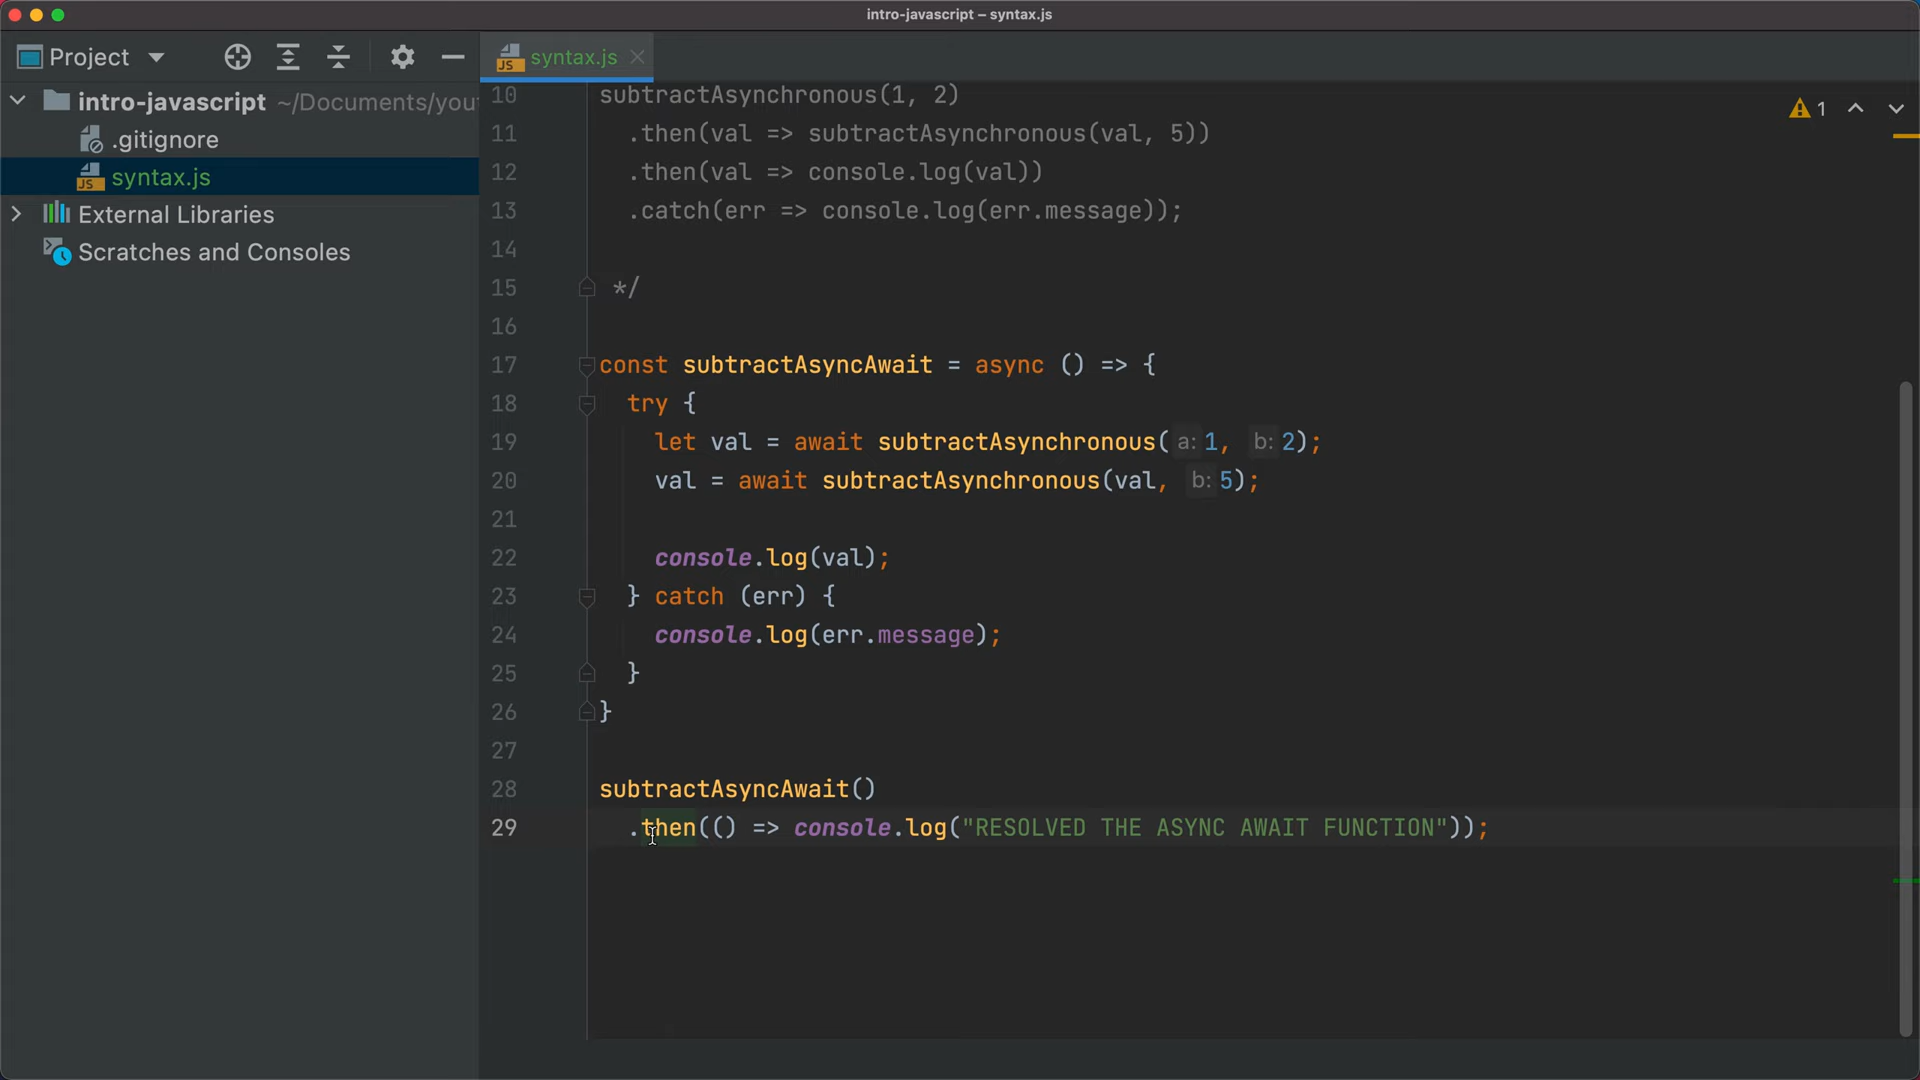 intro-javascript – syntax.js
Project
syntax.js
intro-javascript ~/Documents/you
.gitignore
syntax.js
External Libraries
Scratches and Consoles
1
10 subtractAsynchronous(1, 2)
11 .then(val => subtractAsynchronous(val, 5))
12 .then(val => console.log(val))
13 .catch(err => console.log(err.message));
14
15 */
16
17 const subtractAsyncAwait = async () => {
18 try {
19 let val = await subtractAsynchronous( a: 1, b: 2);
20 val = await subtractAsynchronous(val, b: 5);
21
22 console.log(val);
23 } catch (err) {
24 console.log(err.message);
25 }
26 }
27
28 subtractAsyncAwait()
29 .then(() => console.log("RESOLVED THE ASYNC AWAIT FUNCTION"));